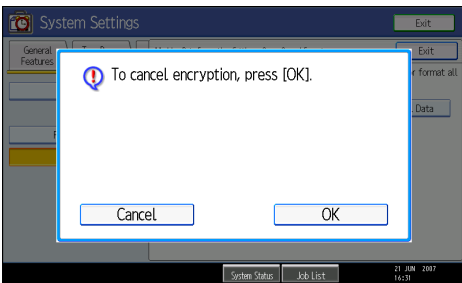 System Settings
Exit
General
Features
Exit
or format all
To cancel encryption, press [OK].
Data
Cancel
OK
System Status
Job List
21 JUN 2007
16:31